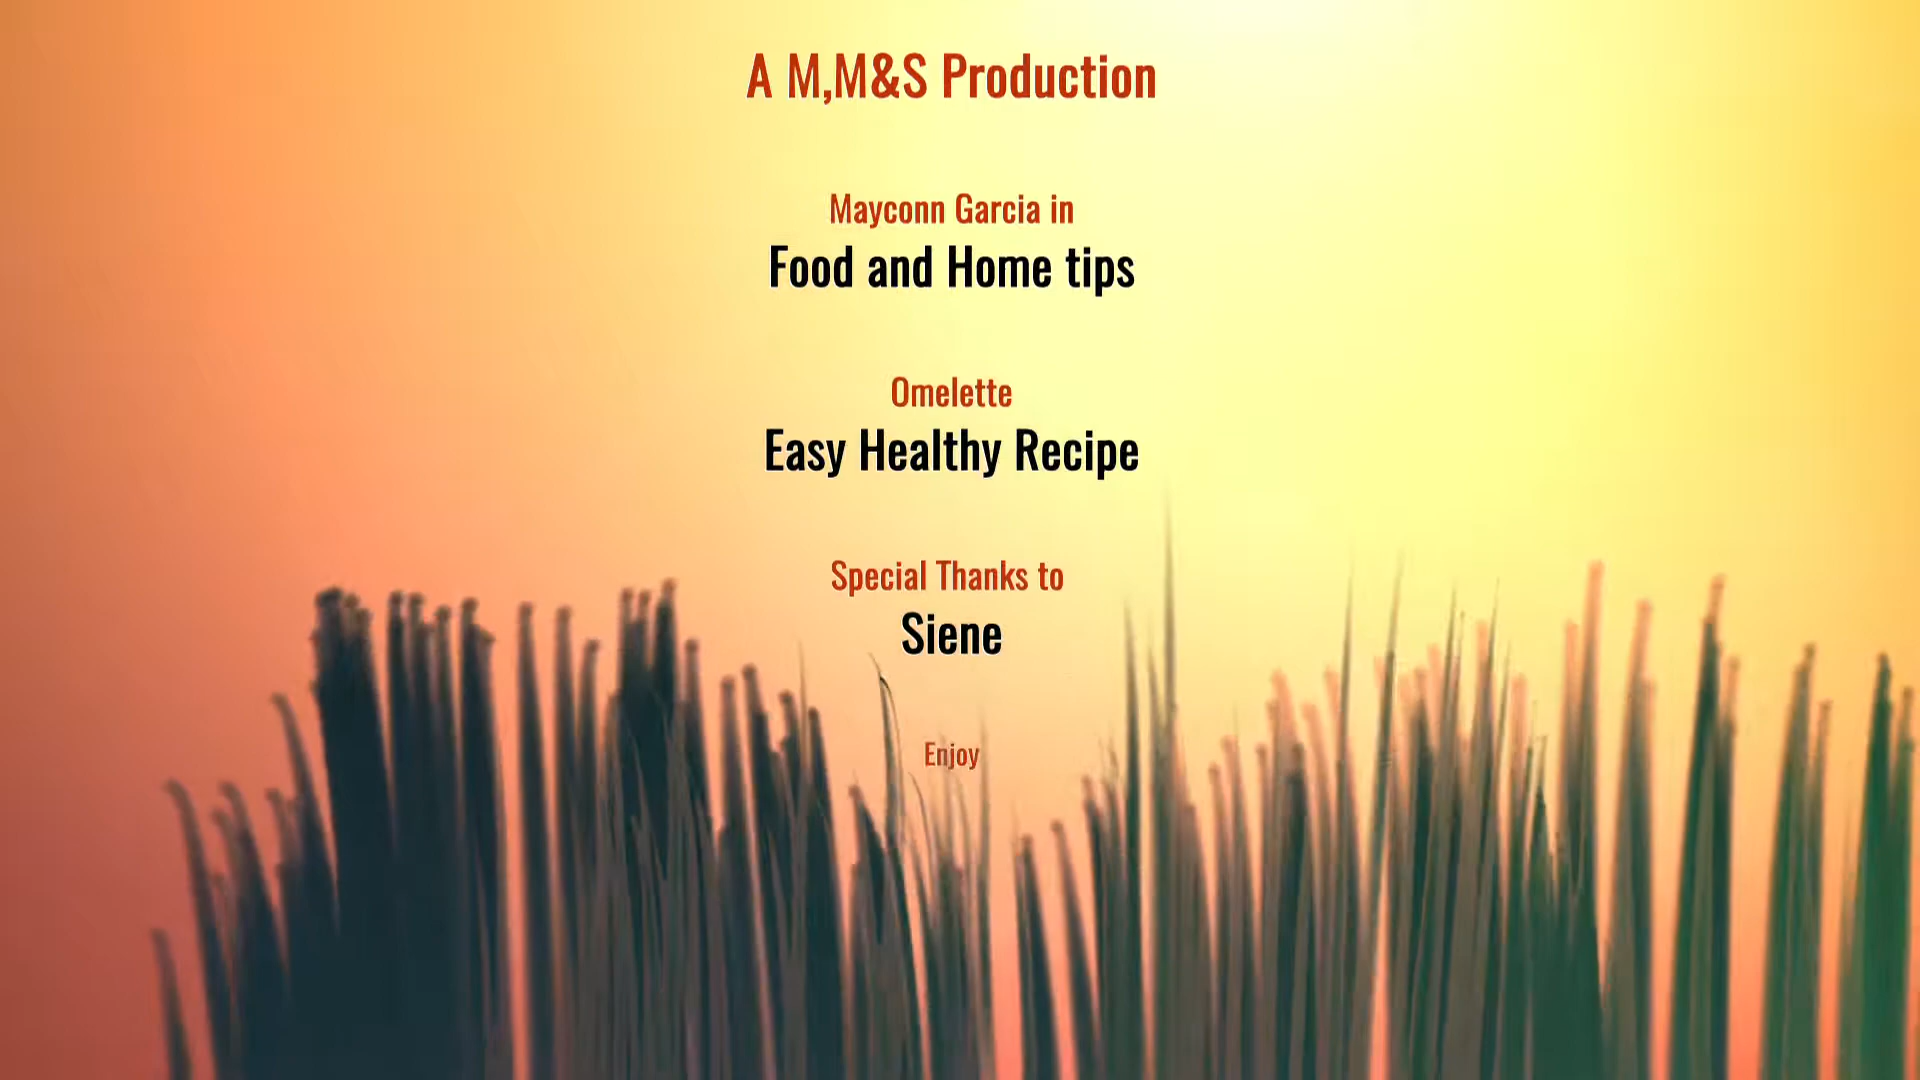 A M,M&S Production
Mayconn Garcia in
Food and Home tips
Omelette
Easy Healthy Recipe
Special Thanks to
Siene
Enjoy